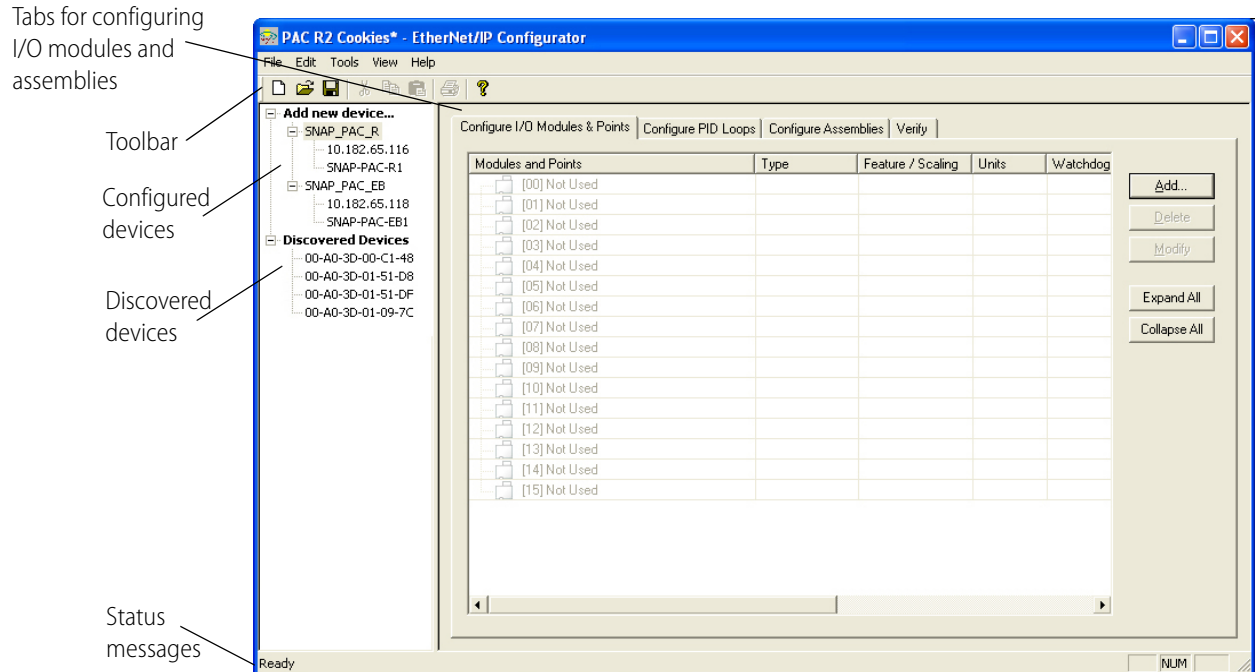 Tabs for configuring
I/O modules and
assemblies
Toolbar
Configured
devices
Discovered
devices
Status
messages
PAC R2 Cookies* - EtherNet/IP Configurator
File Edit Tools View Help
Add new device...
SNAP_PAC_R
10.182.65.116
SNAP-PAC-R1
SNAP_PAC_EB
10.182.65.118
SNAP-PAC-EB1
Discovered Devices
00-A0-3D-00-C1-48
00-A0-3D-01-51-D8
00-A0-3D-01-51-DF
00-A0-3D-01-09-7C
Configure I/O Modules & Points Configure PID Loops Configure Assemblies Verify
Modules and Points Type Feature / Scaling Units Watchdog
[00] Not Used
[01] Not Used
[02] Not Used
[03] Not Used
[04] Not Used
[05] Not Used
[06] Not Used
[07] Not Used
[08] Not Used
[09] Not Used
[10] Not Used
[11] Not Used
[12] Not Used
[13] Not Used
[14] Not Used
[15] Not Used
Add...
Delete
Modify
Expand All
Collapse All
Ready NUM